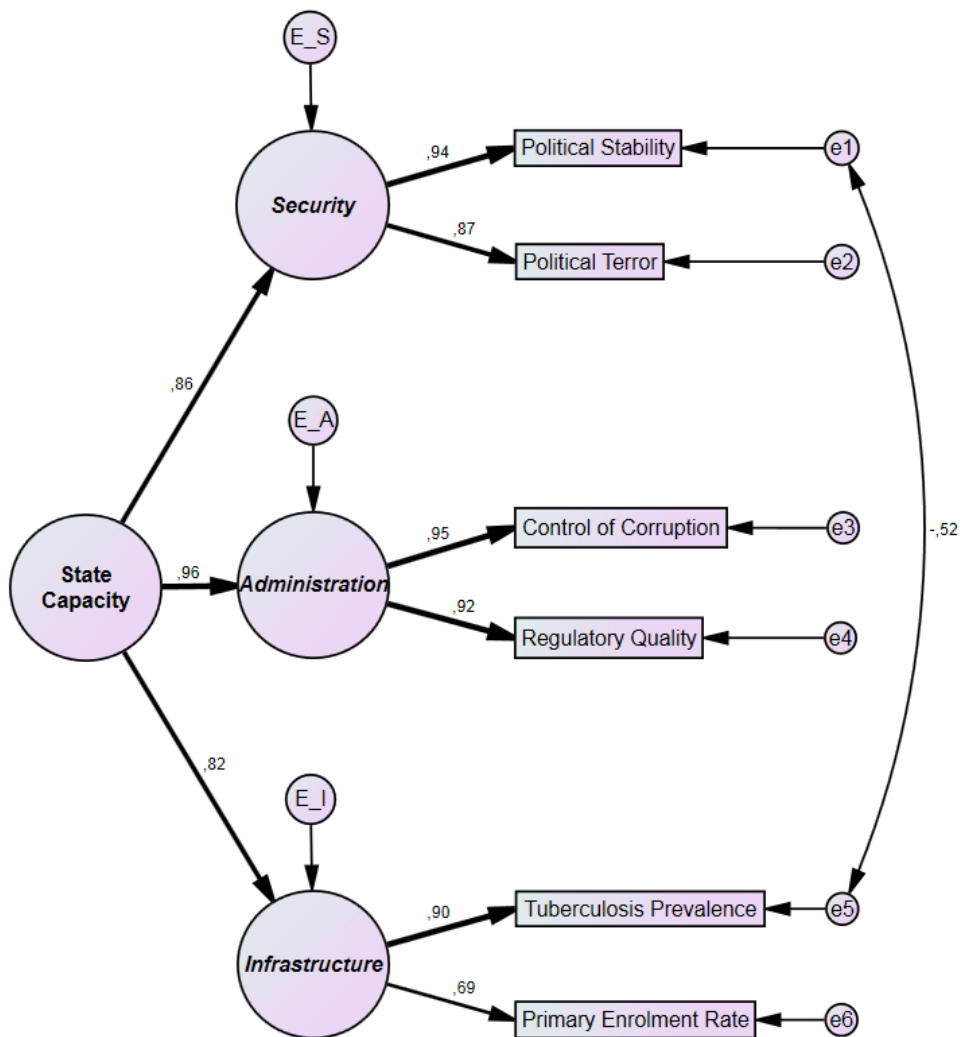 E_S
,94
Political Stability
e1
Security
,87
Political Terror
e2
,86
E_A
,95
Control of Corruption
e3
-,52
State
Capacity
,96
Administration
,92
Regulatory Quality
e4
,82
E_I
,90
Tuberculosis Prevalence
e5
Infrastructure
,69
Primary Enrolment Rate
e6